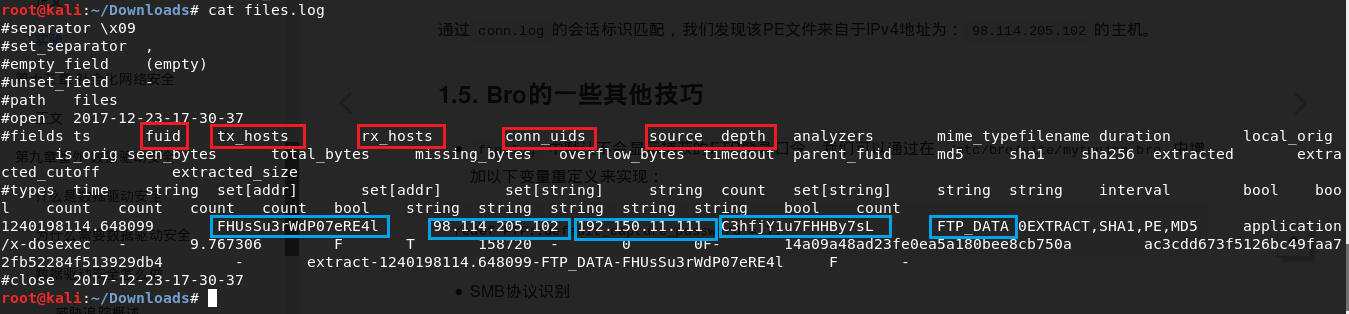 root@kali:~/Downloads# cat files.log
#separator \x09
#set_separator ,
#empty_field (empty)
#unset_field -
#path files
#open 2017-12-23-17-30-37
#fields ts fuid tx_hosts rx_hosts conn_uids source depth analyzers mime_typefilename duration local_orig
is_orig seen_bytes total_bytes missing_bytes overflow_bytes timedout parent_fuid md5 sha1 sha256 extracted extra
cted_cutoff extracted_size
#types time string set[addr] set[addr] set[string] string count set[string] string string interval bool boo
l count count count count bool string string string string string bool count
1240198114.648099 FHUsSu3rWdP07eRE4l 98.114.205.102 192.150.11.111 C3hfjY1u7FHHBy7sL FTP_DATA 0EXTRACT,SHA1,PE,MD5 application
/x-dosexec - 9.767306 F T 158720 - 0 0F- 14a09a48ad23fe0ea5a180bee8cb750a ac3cdd673f5126bc49faa7
2fb52284f513929db4 - extract-1240198114.648099-FTP_DATA-FHUsSu3rWdP07eRE4l F -
#close 2017-12-23-17-30-37
root@kali:~/Downloads#
通过 conn.log 的会话标识匹配，我们发现该PE文件来自于IPv4地址为： 98.114.205.102 的主机。
1.5. Bro的一些其他技巧
加以下变量重定义来实现：
SMB协议识别